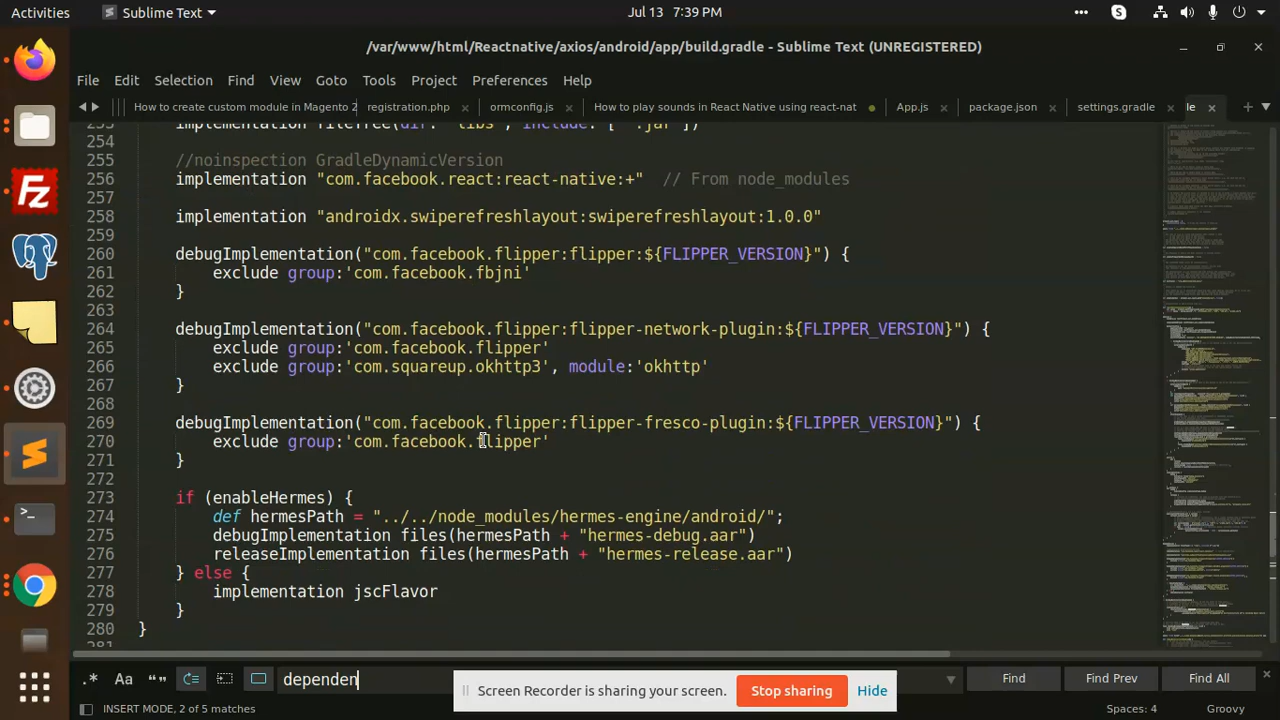 Activities Sublime Text Jul 13 7:39 PM
/var/www/html/Reactnative/axios/android/app/build.gradle - Sublime Text (UNREGISTERED)
File Edit Selection Find View Goto Tools Project Preferences Help
How to create custom module in Magento 2 registration.php ormconfig.js How to play sounds in React Native using react-nat App.js package.json settings.gradle le
253 implementation fileTree(dir: "libs", include: ["*.jar"])
254
255 //noinspection GradleDynamicVersion
256 implementation "com.facebook.react:react-native:+" // From node_modules
257
258 implementation "androidx.swiperefreshlayout:swiperefreshlayout:1.0.0"
259
260 debugImplementation("com.facebook.flipper:flipper:${FLIPPER_VERSION}") {
261 exclude group:'com.facebook.fbjni'
262 }
263
264 debugImplementation("com.facebook.flipper:flipper-network-plugin:${FLIPPER_VERSION}") {
265 exclude group:'com.facebook.flipper'
266 exclude group:'com.squareup.okhttp3', module:'okhttp'
267 }
268
269 debugImplementation("com.facebook.flipper:flipper-fresco-plugin:${FLIPPER_VERSION}") {
270 exclude group:'com.facebook.flipper'
271 }
272
273 if (enableHermes) {
274 def hermesPath = "../../node_modules/hermes-engine/android/";
275 debugImplementation files(hermesPath + "hermes-debug.aar")
276 releaseImplementation files(hermesPath + "hermes-release.aar")
277 } else {
278 implementation jscFlavor
279 }
280 }
281
.* Aa “” dependen Find Find Prev Find All
Screen Recorder is sharing your screen. Stop sharing Hide
INSERT MODE, 2 of 5 matches Spaces: 4 Groovy